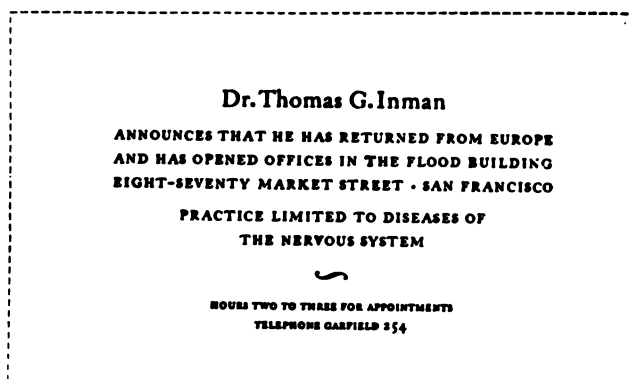 Dr. Thomas G. Inman
ANNOUNCES THAT HE HAS RETURNED FROM EUROPE
AND HAS OPENED OFFICES IN THE FLOOD BUILDING
EIGHT-SEVENTY MARKET STREET · SAN FRANCISCO
PRACTICE LIMITED TO DISEASES OF
THE NERVOUS SYSTEM
HOURS TWO TO THREE FOR APPOINTMENTS
TELEPHONE GARFIELD 254